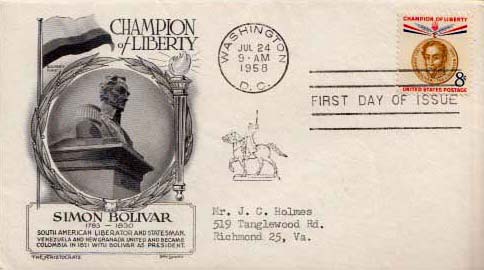 CHAMPION
of LIBERTY
SIMON BOLIVAR
1783 - 1830
SOUTH AMERICAN LIBERATOR AND STATESMAN.
VENEZUELA AND NEW GRANADA UNITED AND BECAME
COLOMBIA IN 1821 WITH BOLIVAR AS PRESIDENT.
THE ARISTOCRATS
WASHINGTON
JUL 24
9 - AM
1958
D. C.
FIRST DAY OF ISSUE
CHAMPION OF LIBERTY
8¢
UNITED STATES POSTAGE
Mr. J. G. Holmes
519 Tanglewood Rd.
Richmond 25, Va.